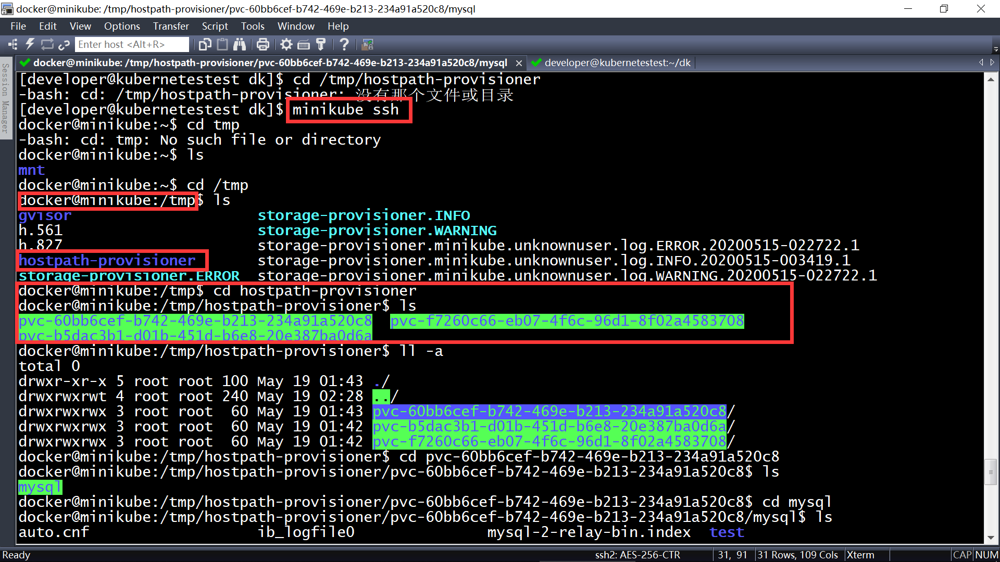 docker@minikube: /tmp/hostpath-provisioner/pvc-60bb6cef-b742-469e-b213-234a91a520c8/mysql
File Edit View Options Transfer Script Tools Window Help
Enter host <Alt+R>
Session Manager
docker@minikube: /tmp/hostpath-provisioner/pvc-60bb6cef-b742-469e-b213-234a91a520c8/mysql developer@kubernetestest:~/dk
[developer@kubernetestest dk]$ cd /tmp/hostpath-provisioner
-bash: cd: /tmp/hostpath-provisioner: 没有那个文件或目录
[developer@kubernetestest dk]$ minikube ssh
docker@minikube:~$ cd tmp
-bash: cd: tmp: No such file or directory
docker@minikube:~$ ls
mnt
docker@minikube:~$ cd /tmp
docker@minikube:/tmp$ ls
gvisor storage-provisioner.INFO
h.561 storage-provisioner.WARNING
h.827 storage-provisioner.minikube.unknownuser.log.ERROR.20200515-022722.1
hostpath-provisioner storage-provisioner.minikube.unknownuser.log.INFO.20200515-003419.1
storage-provisioner.ERROR storage-provisioner.minikube.unknownuser.log.WARNING.20200515-022722.1
docker@minikube:/tmp$ cd hostpath-provisioner
docker@minikube:/tmp/hostpath-provisioner$ ls
pvc-60bb6cef-b742-469e-b213-234a91a520c8 pvc-f7260c66-eb07-4f6c-96d1-8f02a4583708
pvc-b5dac3b1-d01b-451d-b6e8-20e387ba0d6a
docker@minikube:/tmp/hostpath-provisioner$ ll -a
total 0
drwxr-xr-x 5 root root 100 May 19 01:43 ./
drwxrwxrwt 4 root root 240 May 19 02:28 ../
drwxrwxrwx 3 root root 60 May 19 01:43 pvc-60bb6cef-b742-469e-b213-234a91a520c8/
drwxrwxrwx 3 root root 60 May 19 01:42 pvc-b5dac3b1-d01b-451d-b6e8-20e387ba0d6a/
drwxrwxrwx 3 root root 60 May 19 01:42 pvc-f7260c66-eb07-4f6c-96d1-8f02a4583708/
docker@minikube:/tmp/hostpath-provisioner$ cd pvc-60bb6cef-b742-469e-b213-234a91a520c8
docker@minikube:/tmp/hostpath-provisioner/pvc-60bb6cef-b742-469e-b213-234a91a520c8$ ls
mysql
docker@minikube:/tmp/hostpath-provisioner/pvc-60bb6cef-b742-469e-b213-234a91a520c8$ cd mysql
docker@minikube:/tmp/hostpath-provisioner/pvc-60bb6cef-b742-469e-b213-234a91a520c8/mysql$ ls
auto.cnf ib_logfile0 mysql-2-relay-bin.index test
Ready ssh2: AES-256-CTR 31, 91 31 Rows, 109 Cols Xterm CAP NUM